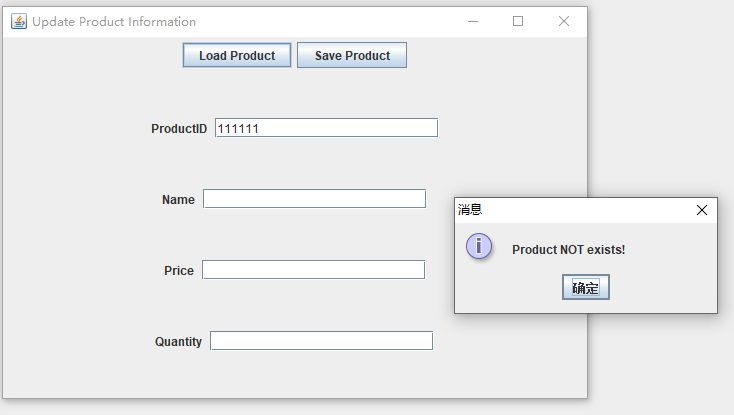 Update Product Information
Load Product Save Product
ProductID 111111
Name
Price
Quantity
消息
Product NOT exists!
确定